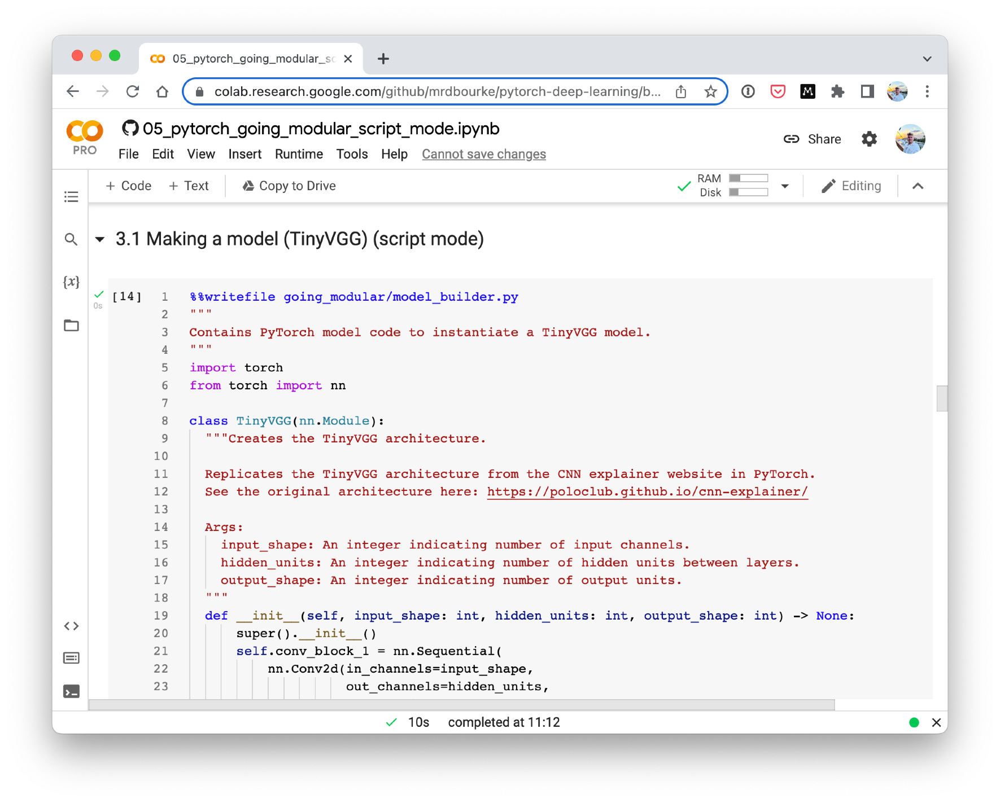 05_pytorch_going_modular_sc
colab.research.google.com/github/mrdbourke/pytorch-deep-learning/b...
PRO
05_pytorch_going_modular_script_mode.ipynb
File Edit View Insert Runtime Tools Help Cannot save changes
Share
+ Code + Text Copy to Drive
RAM
Disk
Editing
3.1 Making a model (TinyVGG) (script mode)
{x}
0s
[14]
1 %%writefile going_modular/model_builder.py
2 """
3 Contains PyTorch model code to instantiate a TinyVGG model.
4 """
5 import torch
6 from torch import nn
7
8 class TinyVGG(nn.Module):
9 """Creates the TinyVGG architecture.
10
11 Replicates the TinyVGG architecture from the CNN explainer website in PyTorch.
12 See the original architecture here: https://poloclub.github.io/cnn-explainer/
13
14 Args:
15 input_shape: An integer indicating number of input channels.
16 hidden_units: An integer indicating number of hidden units between layers.
17 output_shape: An integer indicating number of output units.
18 """
19 def __init__(self, input_shape: int, hidden_units: int, output_shape: int) -> None:
20 super().__init__()
21 self.conv_block_1 = nn.Sequential(
22 nn.Conv2d(in_channels=input_shape,
23 out_channels=hidden_units,
10s completed at 11:12